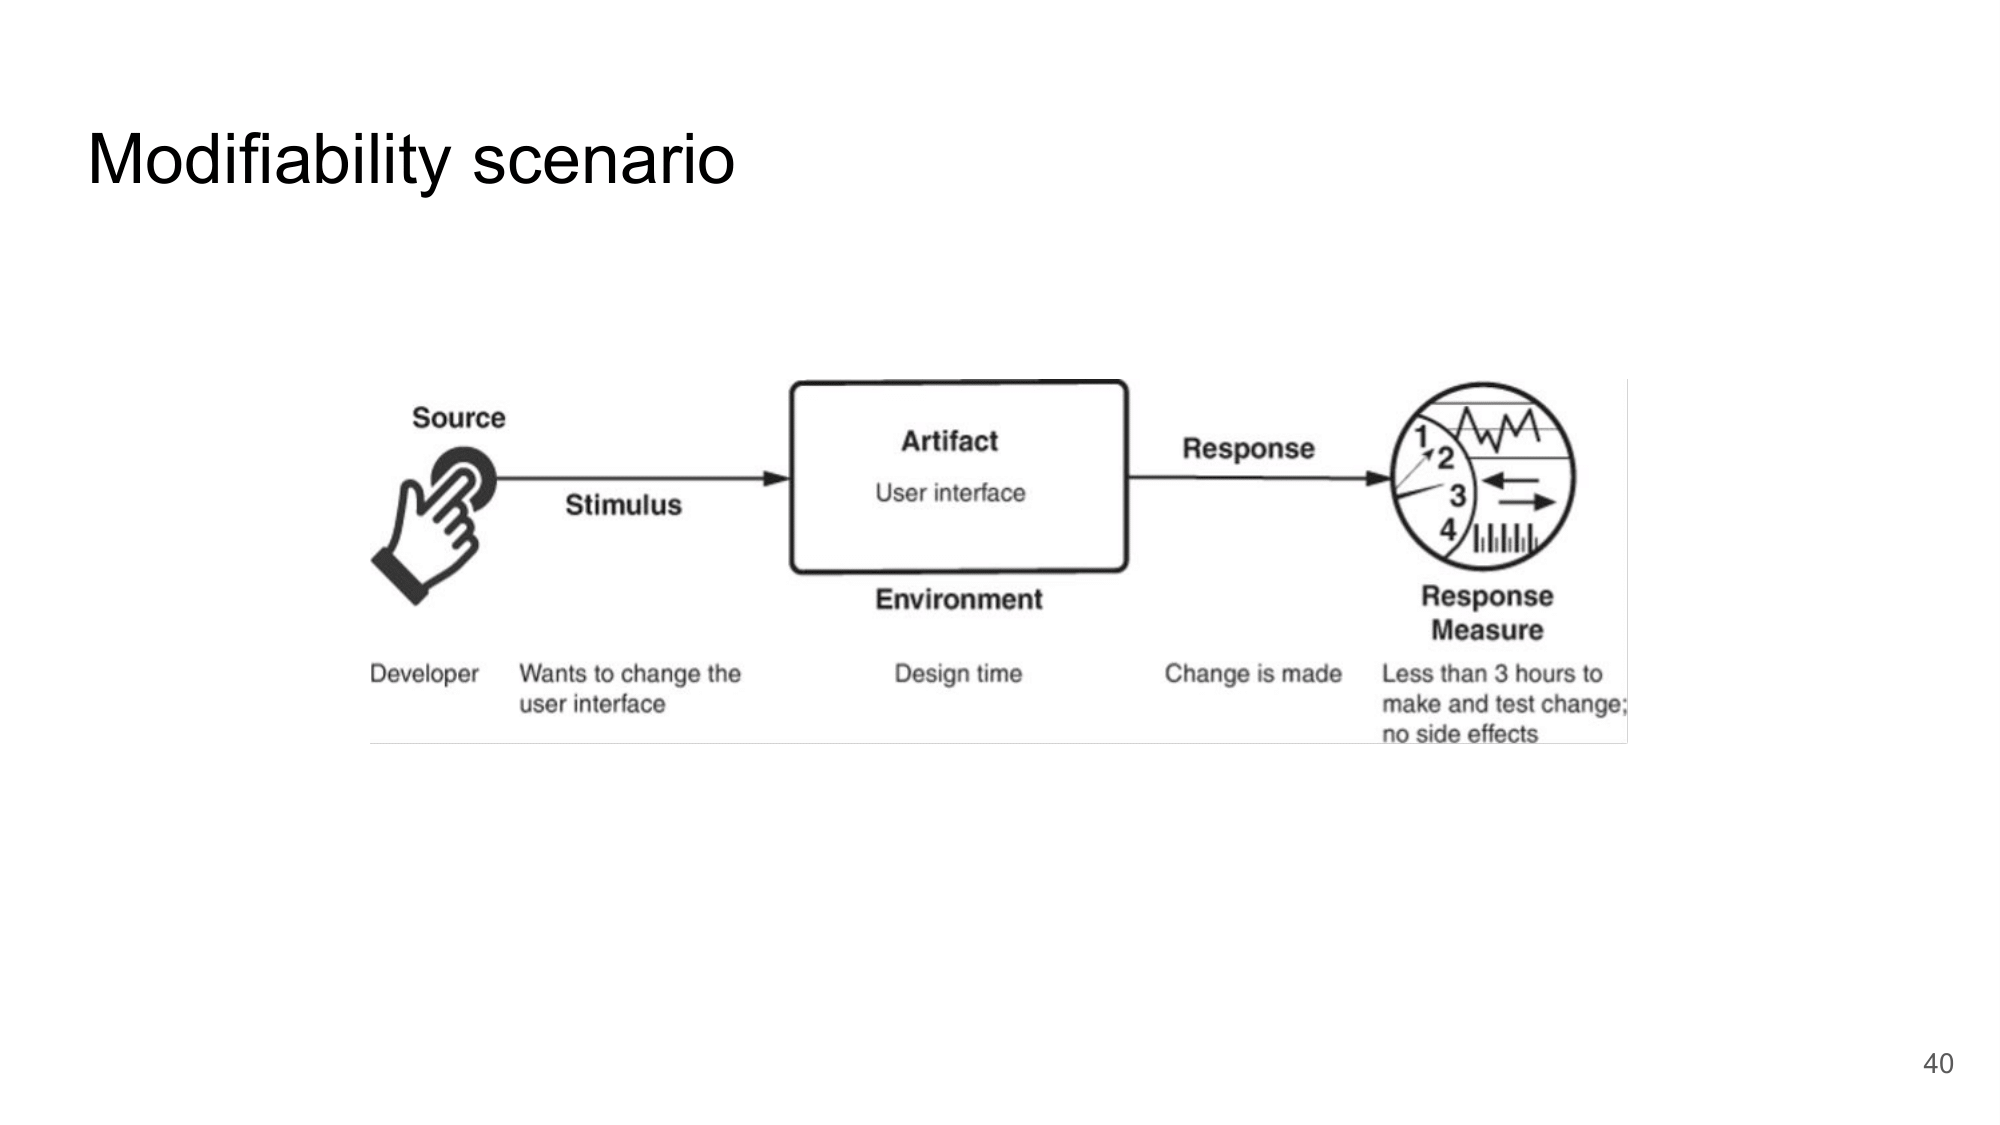 Modifiability scenario
Source
Stimulus
Artifact
User interface
Environment
Response
1
2
3
4
Response
Measure
Developer
Wants to change the
user interface
Design time
Change is made
Less than 3 hours to
make and test change;
no side effects
40